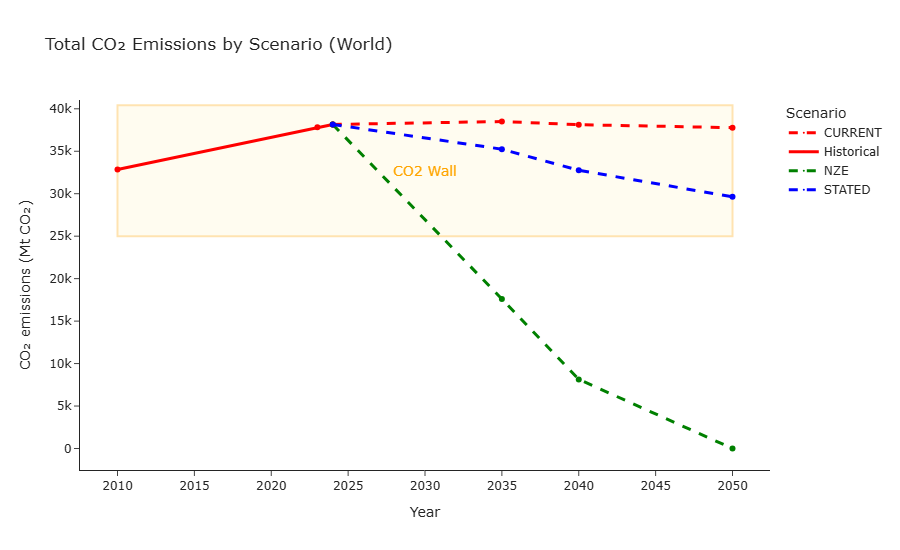 Total CO₂ Emissions by Scenario (World)
CO₂ emissions (Mt CO₂)
40k
35k
30k
25k
20k
15k
10k
5k
0
CO2 Wall
2010
2015
2020
2025
2030
2035
2040
2045
2050
Year
Scenario
CURRENT
Historical
NZE
STATED